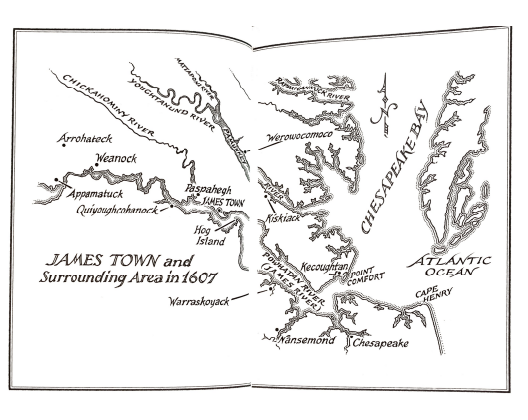 MATTAPONI RIVER
YOUGHTANUND RIVER
CHICKAHOMINY RIVER
PAMUNKEY
Arrohateck
Weanock
Appamatuck
Quiyoughcohanock
Paspahegh
JAMES TOWN
Hog
Island
JAMES TOWN and
Surrounding Area in 1607
RIVER
Werowocomoco
Kiskiack
CHESAPEAKE BAY
ATLANTIC
OCEAN
POWHATAN RIVER
(JAMES RIVER)
Kecoughtan
POINT
COMFORT
CAPE
HENRY
Warraskoyack
Nansemond
Chesapeake